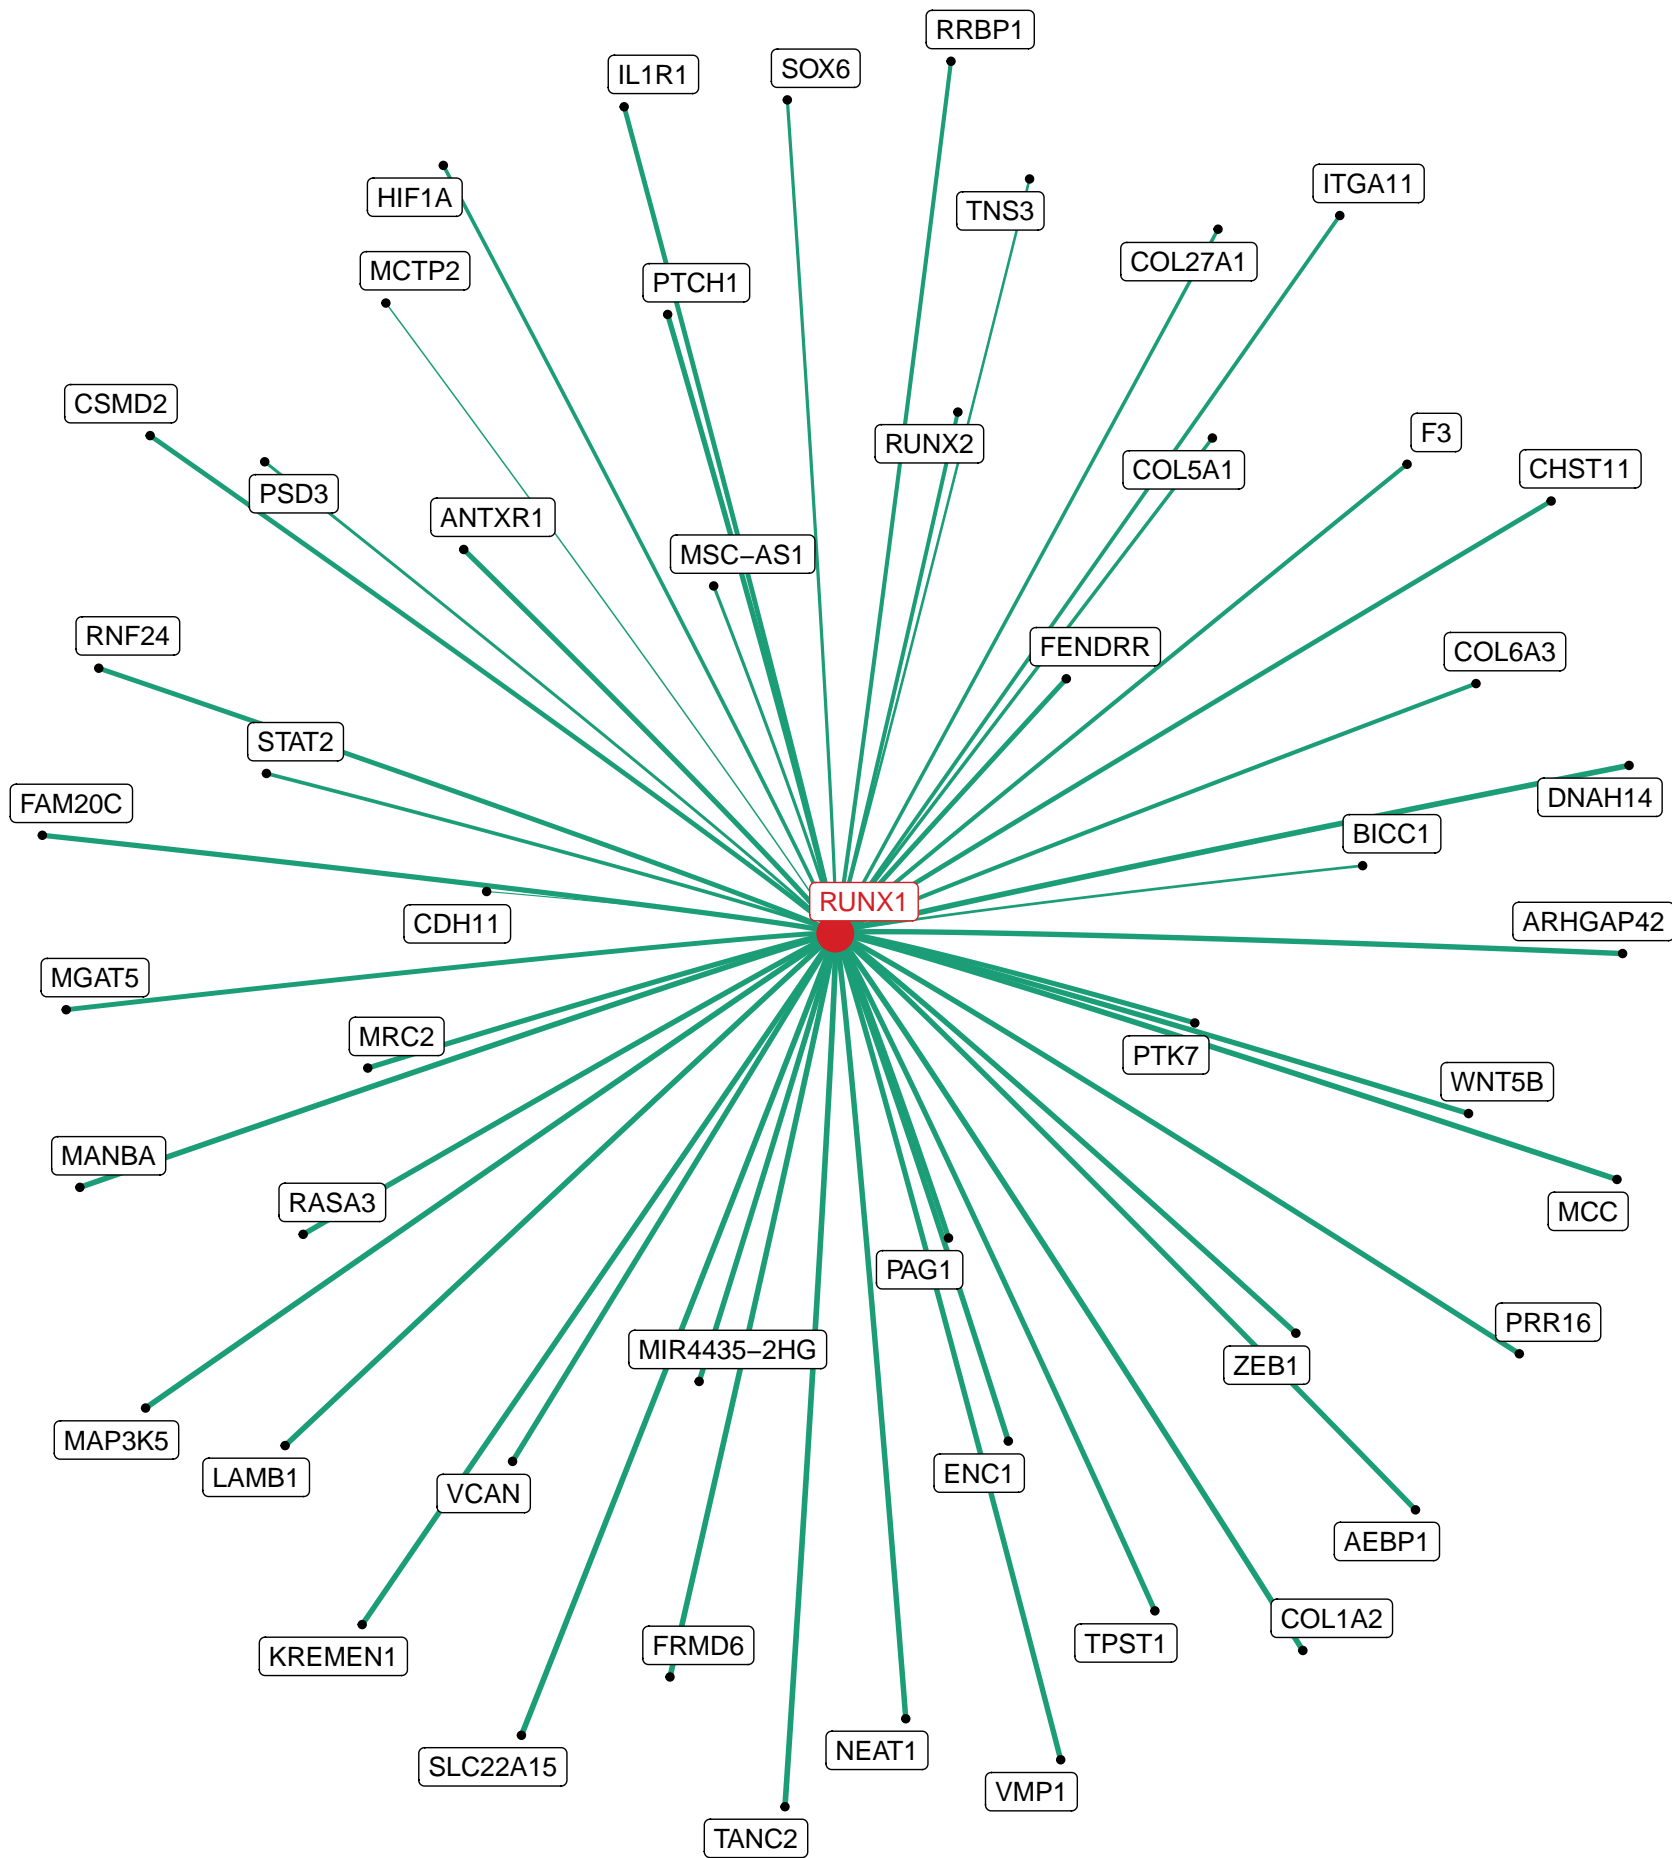 RRBP1
IL1R1
SOX6
ITGA11
HIF1A
TNS3
COL27A1
MCTP2
PTCH1
CSMD2
F3
RUNX2
COL5A1
CHST11
PSD3
ANTXR1
MSC−AS1
RNF24
FENDRR
COL6A3
STAT2
DNAH14
FAM20C
BICC1
RUNX1
CDH11
ARHGAP42
MGAT5
MRC2
PTK7
WNT5B
MANBA
RASA3
MCC
PAG1
PRR16
MIR4435−2HG
ZEB1
MAP3K5
LAMB1
ENC1
VCAN
AEBP1
COL1A2
TPST1
FRMD6
KREMEN1
NEAT1
SLC22A15
VMP1
TANC2